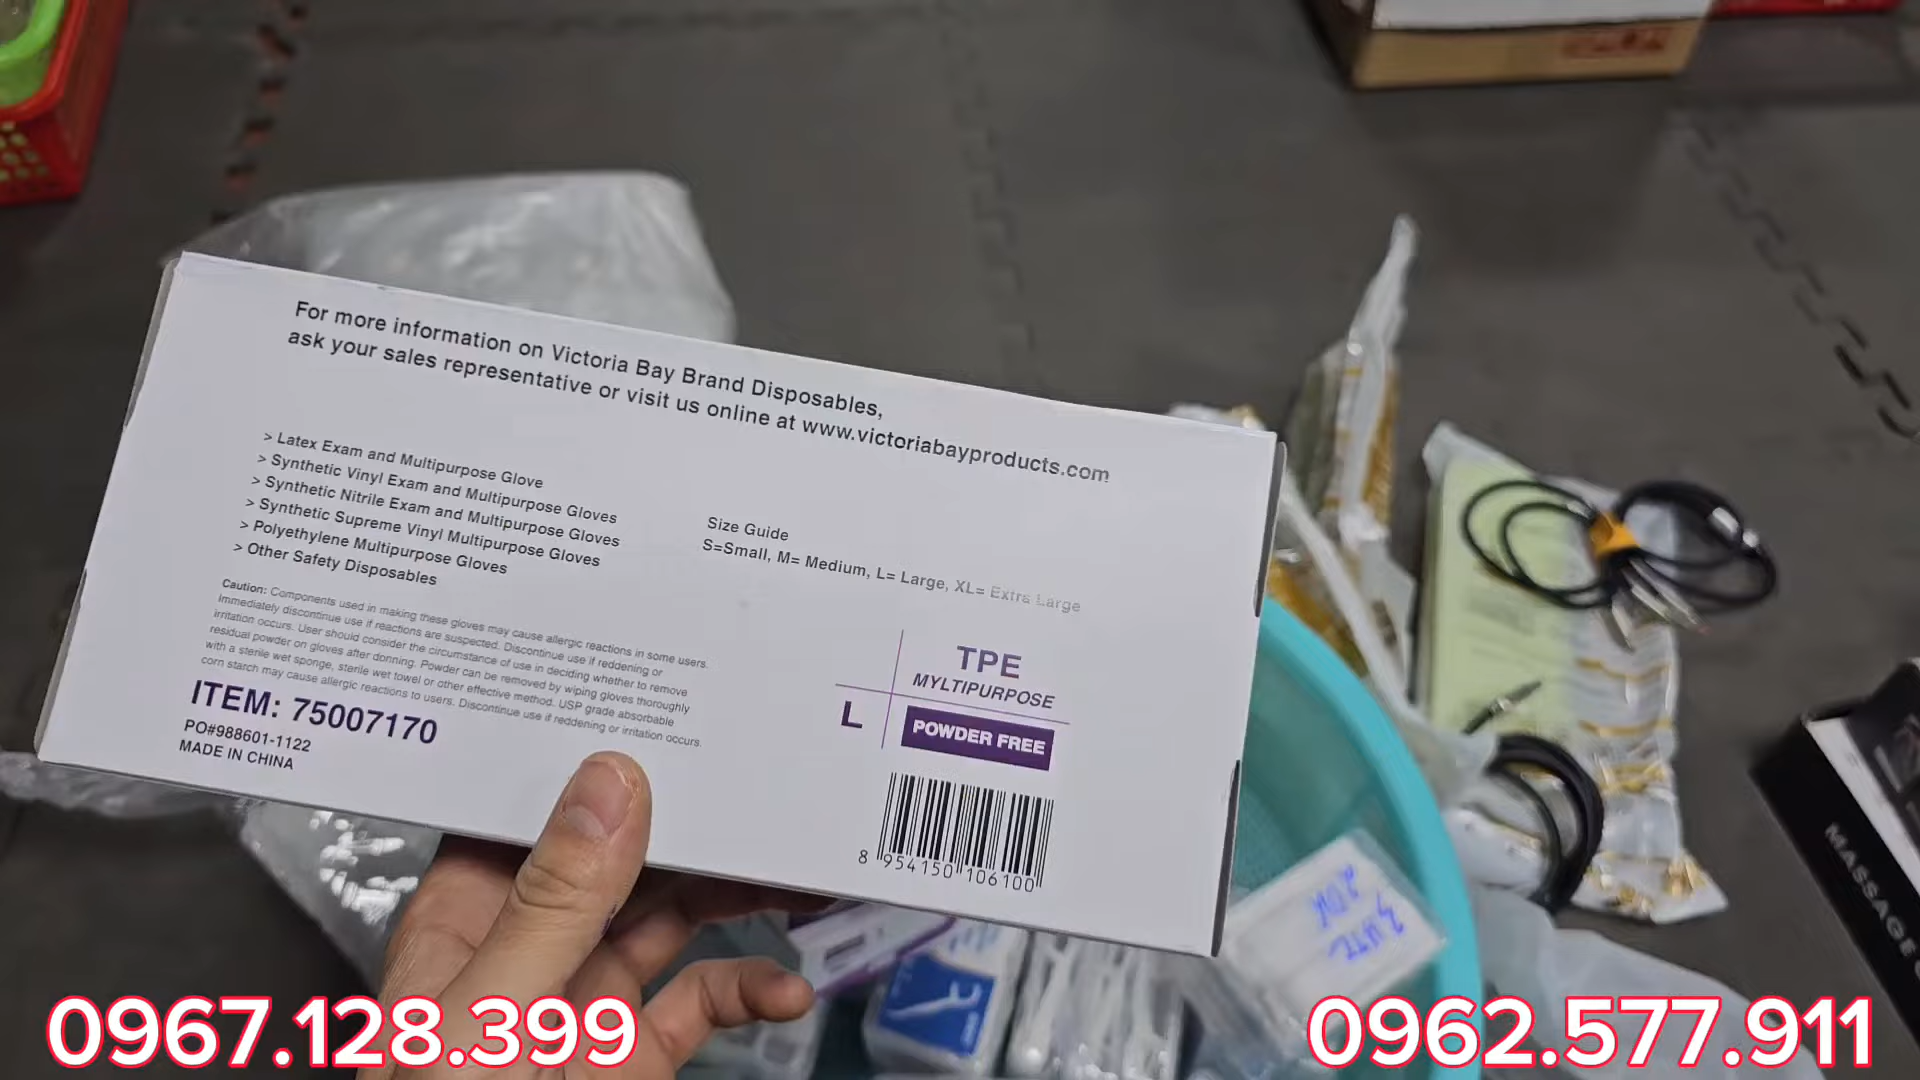 For more information on Victoria Bay Brand Disposables,
ask your sales representative or visit us online at www.victoriabayproducts.com
> Latex Exam and Multipurpose Glove
> Synthetic Vinyl Exam and Multipurpose Gloves
> Synthetic Nitrile Exam and Multipurpose Gloves
> Synthetic Supreme Vinyl Multipurpose Gloves
> Polyethylene Multipurpose Gloves
> Other Safety Disposables
Size Guide
S=Small, M= Medium, L= Large, XL= Extra Large
Caution: Components used in making these gloves may cause allergic reactions in some users.
Immediately discontinue use if reactions are suspected. Discontinue use if reddening or
irritation occurs. User should consider the circumstance of use in deciding whether to remove
residual powder on gloves after donning. Powder can be removed by wiping gloves thoroughly
with a sterile wet sponge, sterile wet towel or other effective method. USP grade absorbable
corn starch may cause allergic reactions to users. Discontinue use if reddening or irritation occurs.
ITEM: 75007170
PO#988601-1122
MADE IN CHINA
TPE
MYLTIPURPOSE
L
POWDER FREE
8 954150 106100
MASSAGE
0967.128.399
0962.577.911